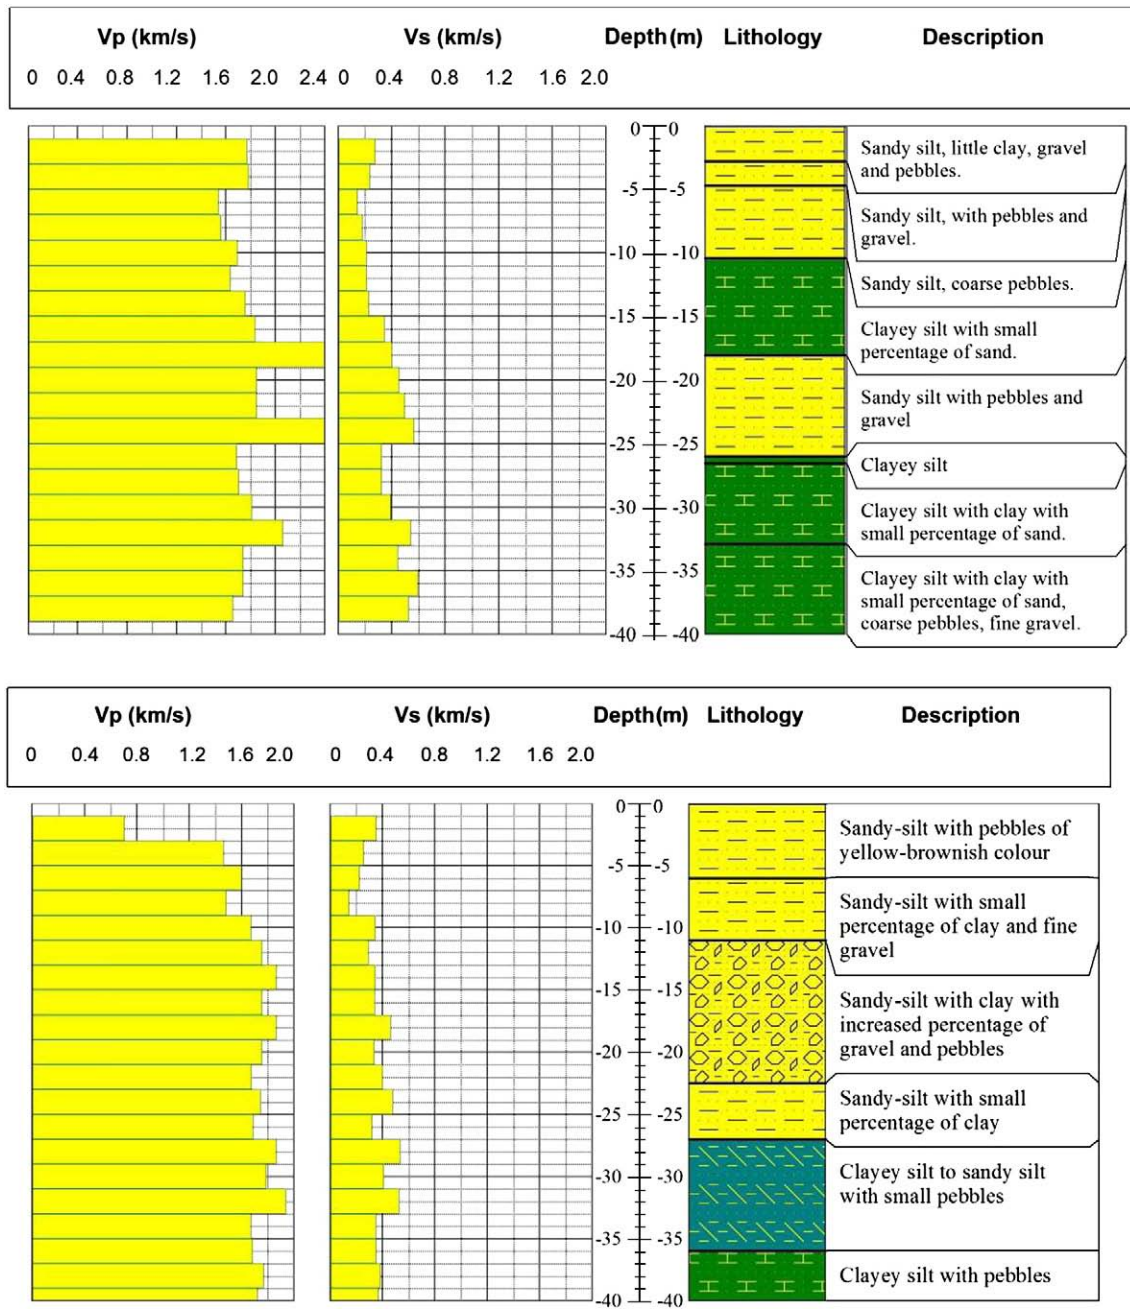 Vp (km/s) Vs (km/s) Depth(m) Lithology Description
0 0.4 0.8 1.2 1.6 2.0 2.4 0 0.4 0.8 1.2 1.6 2.0
0 0
Sandy silt, little clay, gravel
and pebbles.
-5 -5
Sandy silt, with pebbles and
gravel.
-10 -10
Sandy silt, coarse pebbles.
-15 -15
Clayey silt with small
percentage of sand.
-20 -20
Sandy silt with pebbles and
gravel
-25 -25
Clayey silt
-30 -30
Clayey silt with clay with
small percentage of sand.
-35 -35
Clayey silt with clay with
small percentage of sand,
coarse pebbles, fine gravel.
-40 -40
Vp (km/s) Vs (km/s) Depth(m) Lithology Description
0 0.4 0.8 1.2 1.6 2.0 0 0.4 0.8 1.2 1.6 2.0
0 0
Sandy-silt with pebbles of
yellow-brownish colour
-5 -5
Sandy-silt with small
percentage of clay and fine
gravel
-10 -10
-15 -15
Sandy-silt with clay with
increased percentage of
gravel and pebbles
-20 -20
Sandy-silt with small
percentage of clay
-25 -25
Clayey silt to sandy silt
with small pebbles
-30 -30
-35 -35
Clayey silt with pebbles
-40 -40